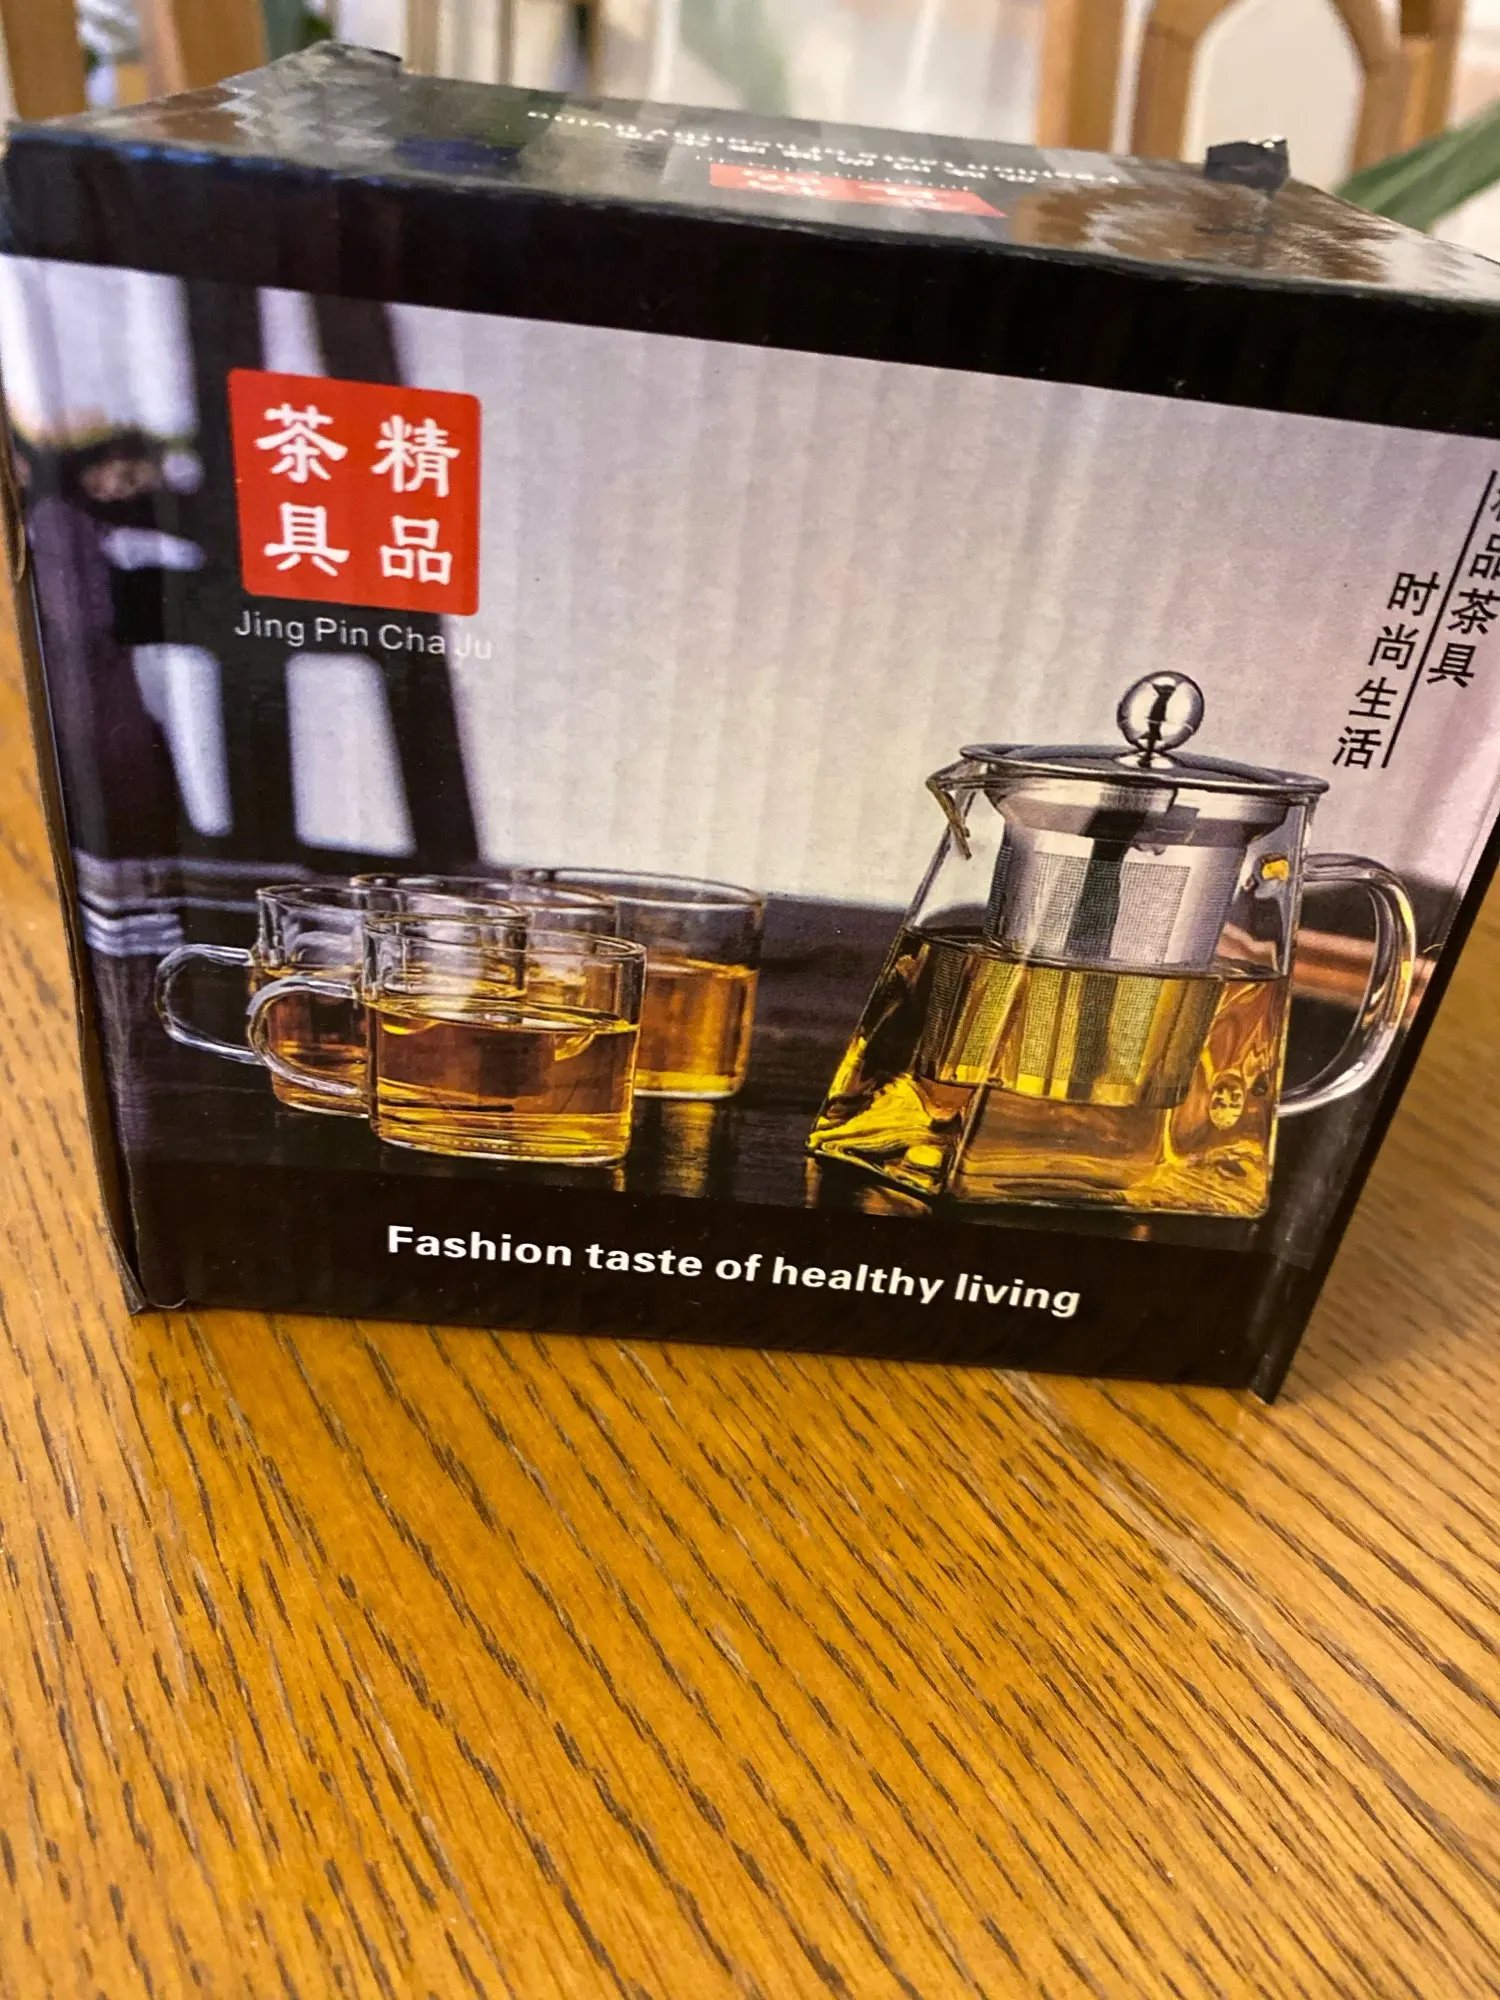 精品
茶具
Jing Pin Cha Ju
精品茶具
时尚生活
Fashion taste of healthy living